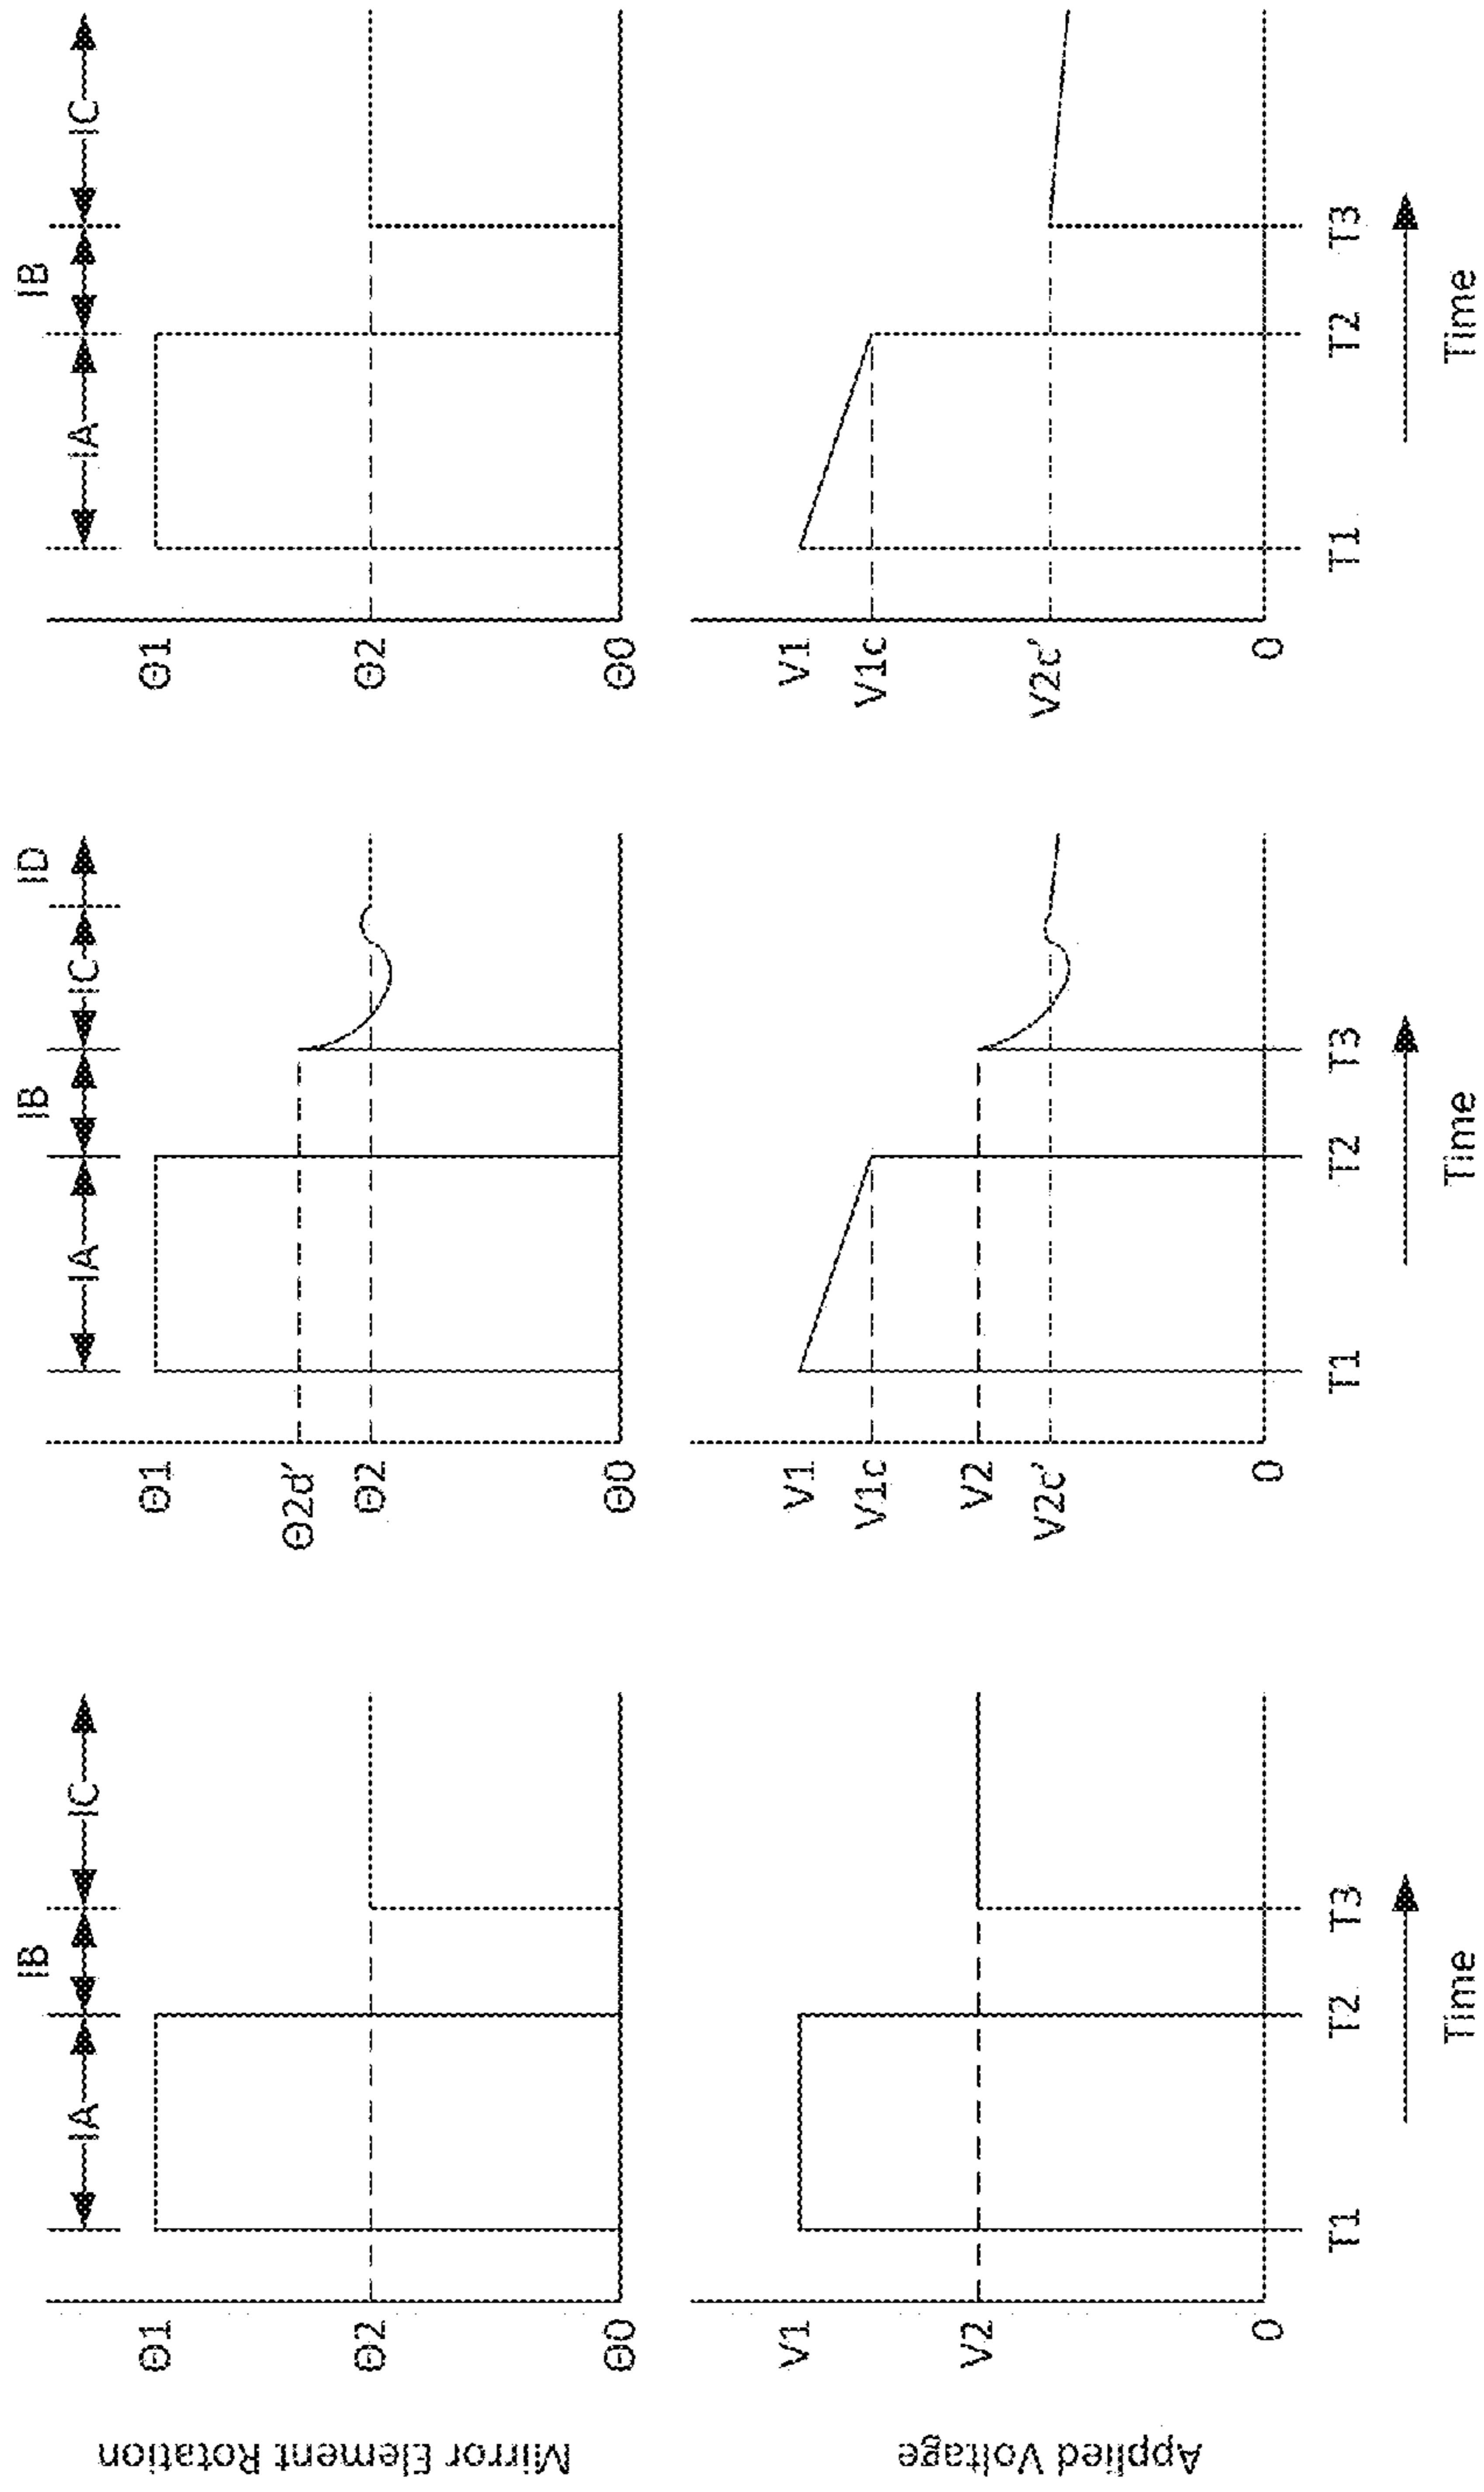 Mirror Element Rotation
IB
IA
IC
Θ1
Θ2
Θ0
IB
ID
IA
IC
Θ1
Θ2d'
Θ2
Θ0
IB
IA
IC
Θ1
Θ2
Θ0
Applied Voltage
V1
V2
0
T1 T2 T3
Time
V1
V1c
V2
V2c'
0
T1 T2 T3
Time
V1
V1c
V2c'
0
T1 T2 T3
Time